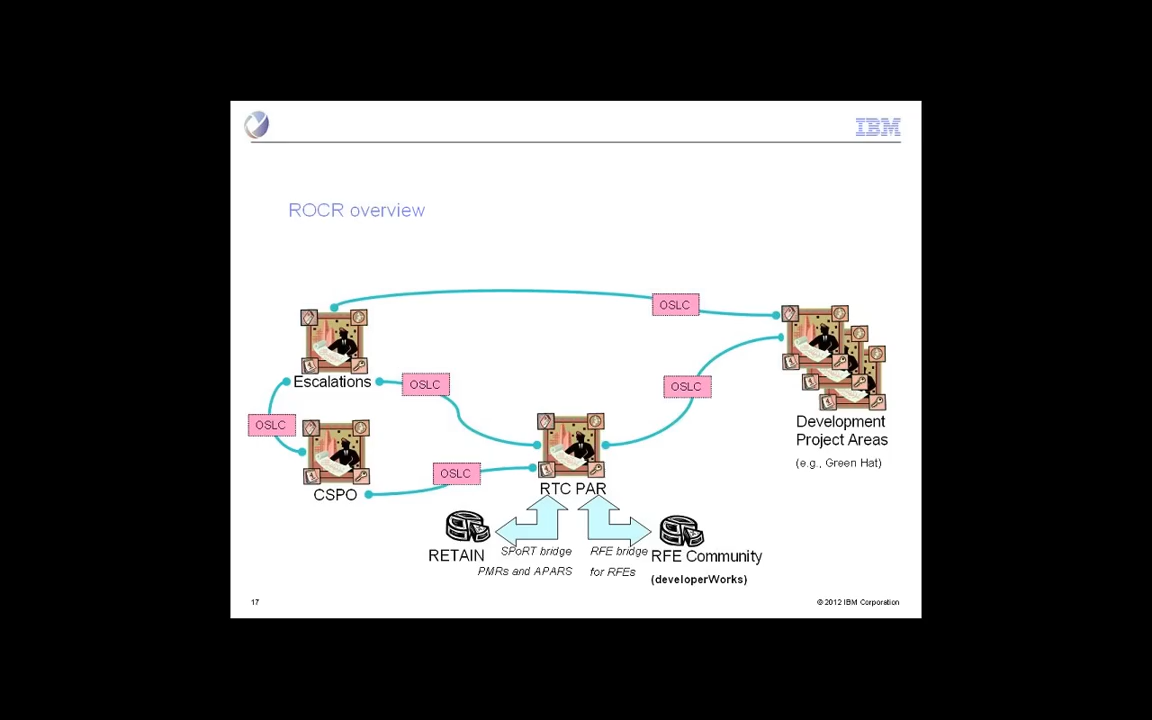 IBM
ROCR overview
OSLC
Escalations
OSLC
OSLC
OSLC
Development
Project Areas
(e.g., Green Hat)
OSLC
CSPO
RTC PAR
RETAIN
SPoRT bridge
PMRs and APARS
RFE bridge
for RFEs
RFE Community
(developerWorks)
17
© 2012 IBM Corporation